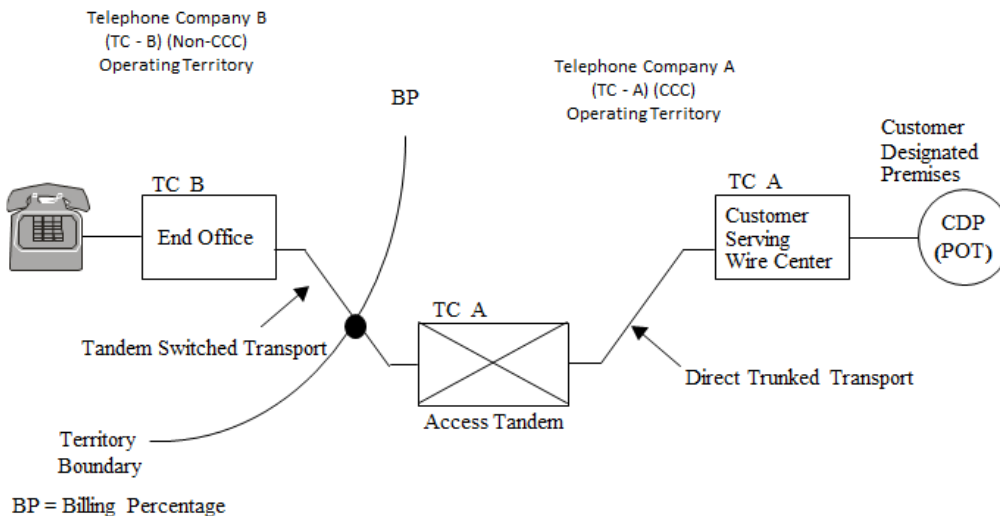 Telephone Company B
(TC - B) (Non-CCC)
Operating Territory
Telephone Company A
(TC - A) (CCC)
Operating Territory
BP
Customer
Designated
Premises
TC B
End Office
TC A
Customer
Serving
Wire Center
CDP
(POT)
TC A
Tandem Switched Transport
Direct Trunked Transport
Access Tandem
Territory
Boundary
BP = Billing Percentage